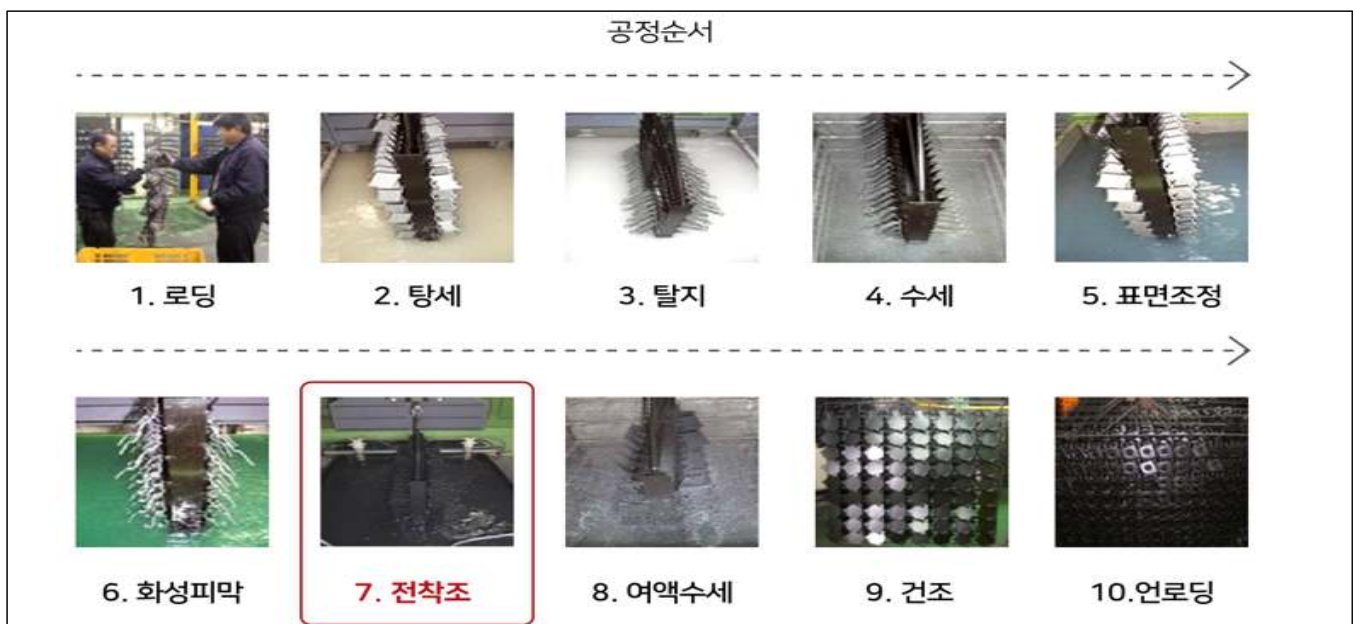 공정순서
1. 로딩
2. 탕세
3. 탈지
4. 수세
5. 표면조정
6. 화성피막
7. 전착조
8. 여액수세
9. 건조
10.언로딩